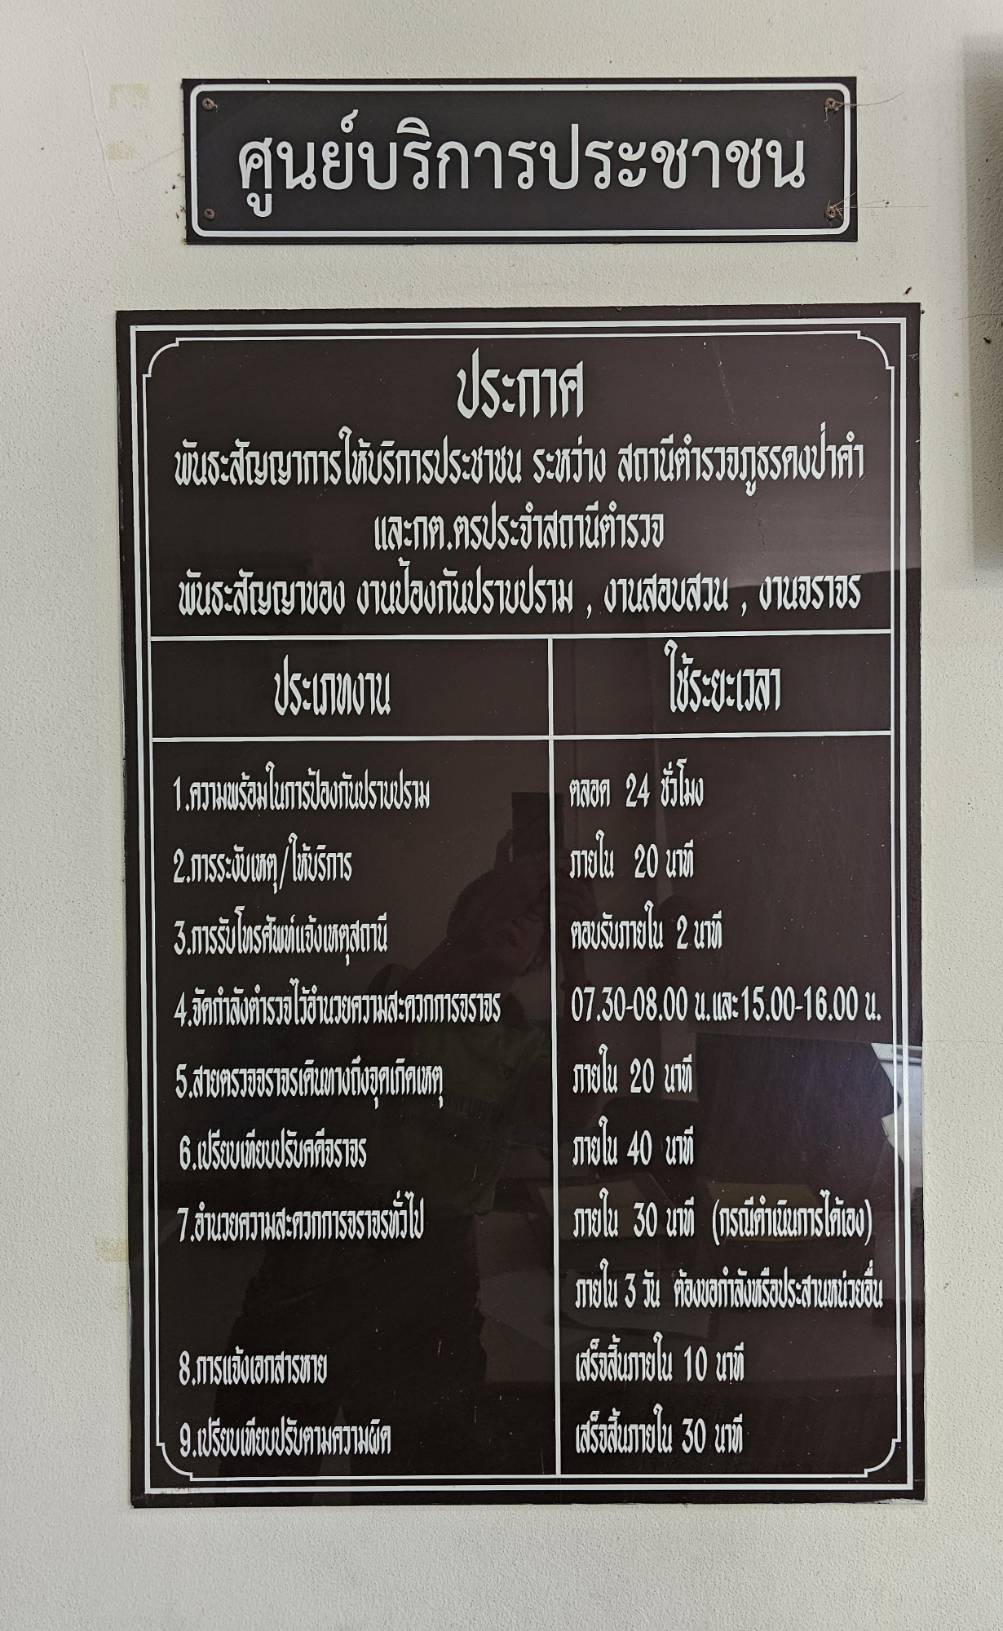 ศูนย์บริการประชาชน
ประกาศ
พันธะสัญญาการให้บริการประชาชน ระหว่าง สถานีตำรวจภูธรดงป่าคำ
และกต.ตรประจำสถานีตำรวจ
พันธะสัญญาของ งานป้องกันปราบปราม , งานสอบสวน , งานจราจร
ประเภทงาน ใช้ระยะเวลา
1.ความพร้อมในการป้องกันปราบปราม ตลอด 24 ชั่วโมง
2.การระงับเหตุ/ให้บริการ ภายใน 20 นาที
3.การรับโทรศัพท์แจ้งเหตุสถานี ตอบรับภายใน 2 นาที
4.จัดกำลังตำรวจไว้อำนวยความสะดวกการจราจร 07.30-08.00 น.และ15.00-16.00 น.
5.สายตรวจจราจรเดินทางถึงจุดเกิดเหตุ ภายใน 20 นาที
6.เปรียบเทียบปรับคดีจราจร ภายใน 40 นาที
7.อำนวยความสะดวกการจราจรทั่วไป ภายใน 30 นาที (กรณีดำเนินการได้เอง)
ภายใน 3 วัน ต้องขอกำลังหรือประสานหน่วยอื่น
8.การแจ้งเอกสารหาย เสร็จสิ้นภายใน 10 นาที
9.เปรียบเทียบปรับตามความผิด เสร็จสิ้นภายใน 30 นาที